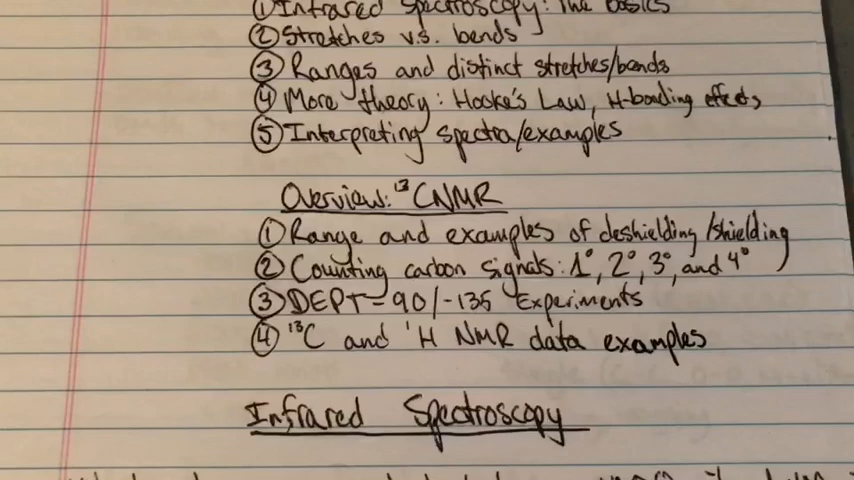 ① Infrared Spectroscopy: The basics
② Stretches v.s. bends
③ Ranges and distinct stretches/bends
④ More theory: Hooke's Law, H-bonding effects
⑤ Interpreting spectra/examples
Overview: ¹³CNMR
① Range and examples of deshielding/shielding
② Counting carbon signals: 1°, 2°, 3°, and 4°
③ DEPT-90/-135 Experiments
④ ¹³C and ¹H NMR data examples
Infrared Spectroscopy